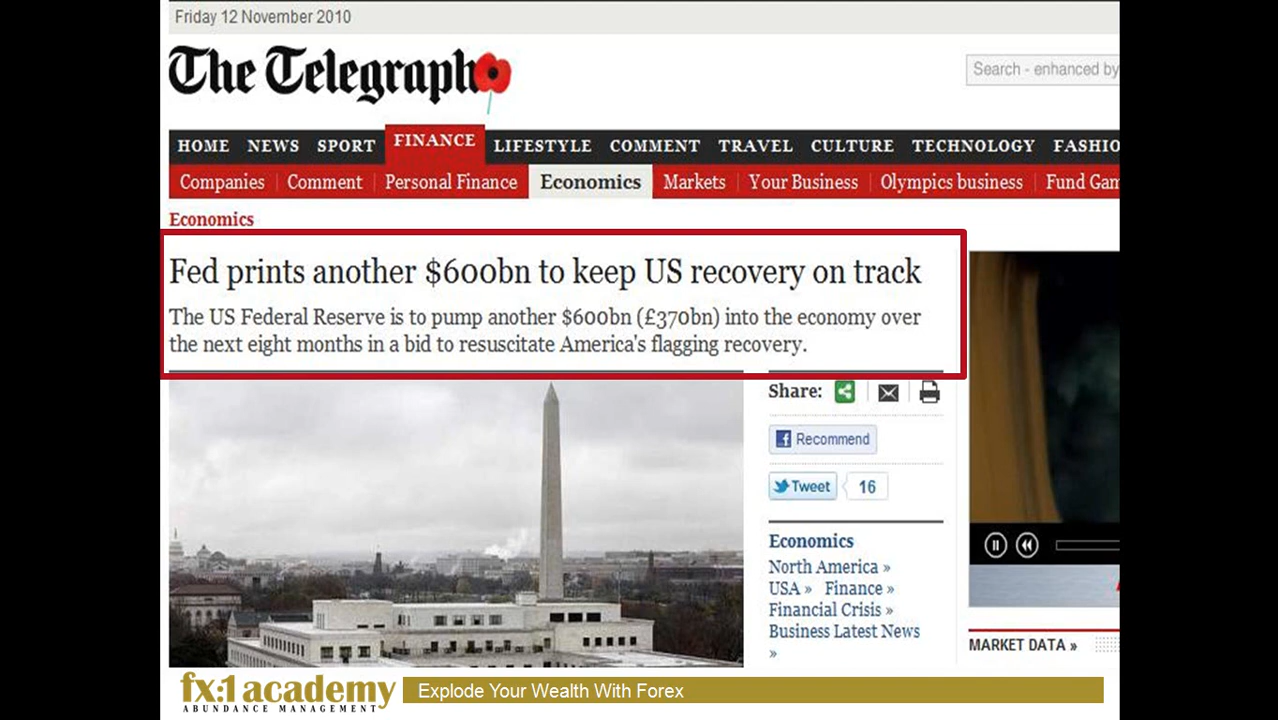 Friday 12 November 2010
The Telegraph
Search - enhanced by
HOME NEWS SPORT FINANCE LIFESTYLE COMMENT TRAVEL CULTURE TECHNOLOGY FASHIO
Companies Comment Personal Finance Economics Markets Your Business Olympics business Fund Gam
Economics
Fed prints another $600bn to keep US recovery on track
The US Federal Reserve is to pump another $600bn (£370bn) into the economy over
the next eight months in a bid to resuscitate America's flagging recovery.
Share:
f Recommend
Tweet 16
Economics
North America »
USA » Finance »
Financial Crisis »
Business Latest News
»
MARKET DATA »
fx:1 academy
ABUNDANCE MANAGEMENT
Explode Your Wealth With Forex